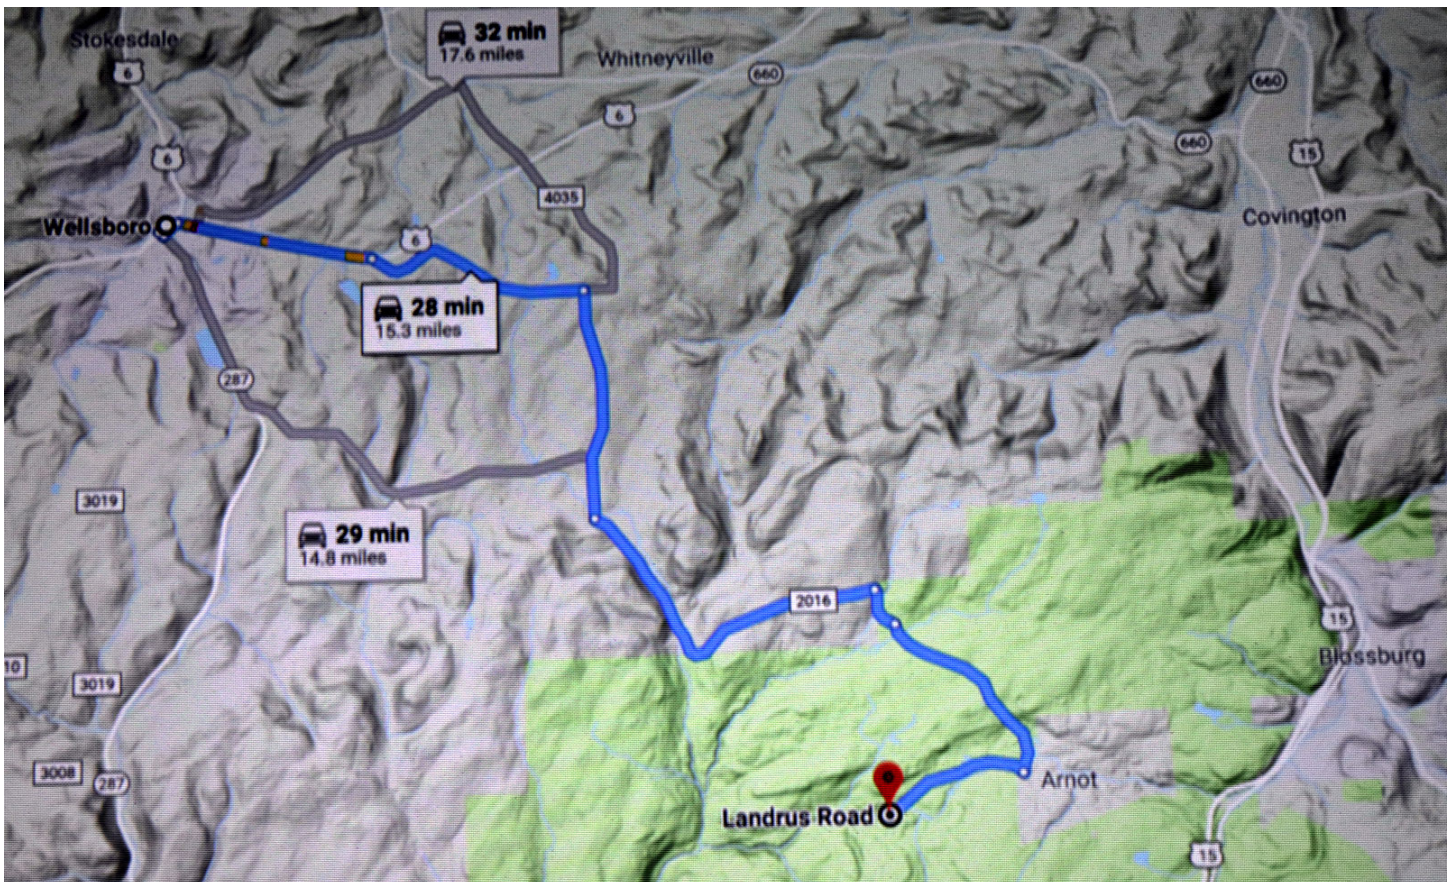 Stokesdale
6
32 min
17.6 miles
Whitneyville
660
660
6
6
660
15
4035
Covington
Wellsboro
6
28 min
15.3 miles
287
3019
29 min
14.8 miles
2016
15
Blossburg
10
3019
3008
287
Arnot
Landrus Road
15